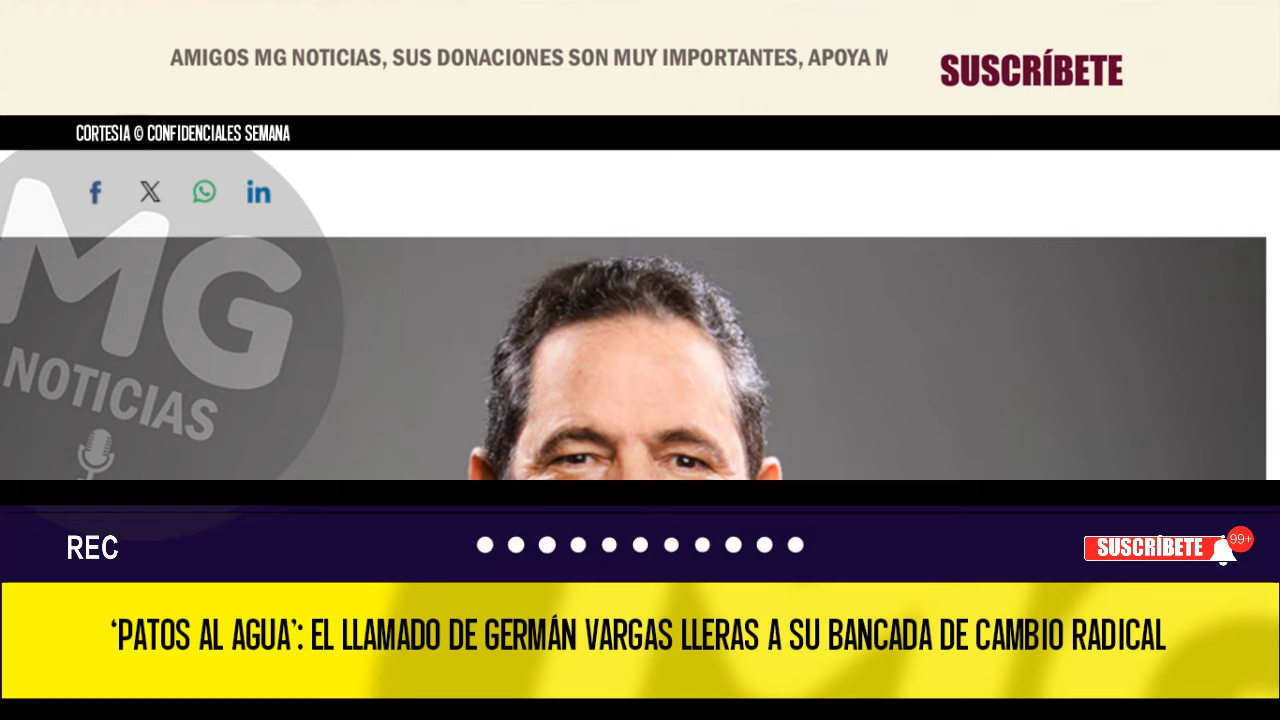 AMIGOS MG NOTICIAS, SUS DONACIONES SON MUY IMPORTANTES, APOYA M
SUSCRÍBETE
CORTESIA © CONFIDENCIALES SEMANA
MG
NOTICIAS
REC
SUSCRÍBETE
99+
‘PATOS AL AGUA’: EL LLAMADO DE GERMÁN VARGAS LLERAS A SU BANCADA DE CAMBIO RADICAL